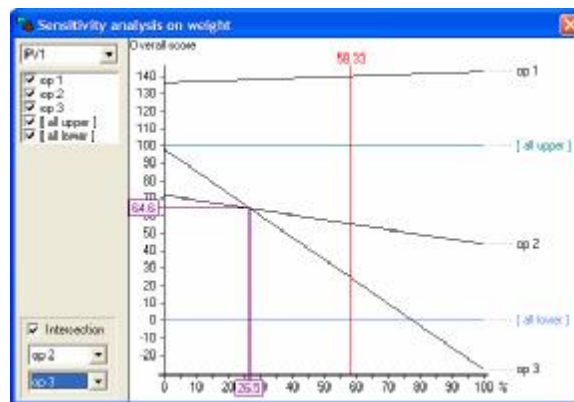 Sensitivity analysis on weight
PV1
op 1
op 2
op 3
[ all upper ]
[ all lower ]
Overall score
58.33
140
130
120
110
100
90
80
70
64.6
60
50
40
30
20
10
0
-10
-20
op 1
[ all upper ]
op 2
[ all lower ]
op 3
Intersection
op 2
op 3
0 10 20 26.5 30 40 50 60 70 80 90 100 %